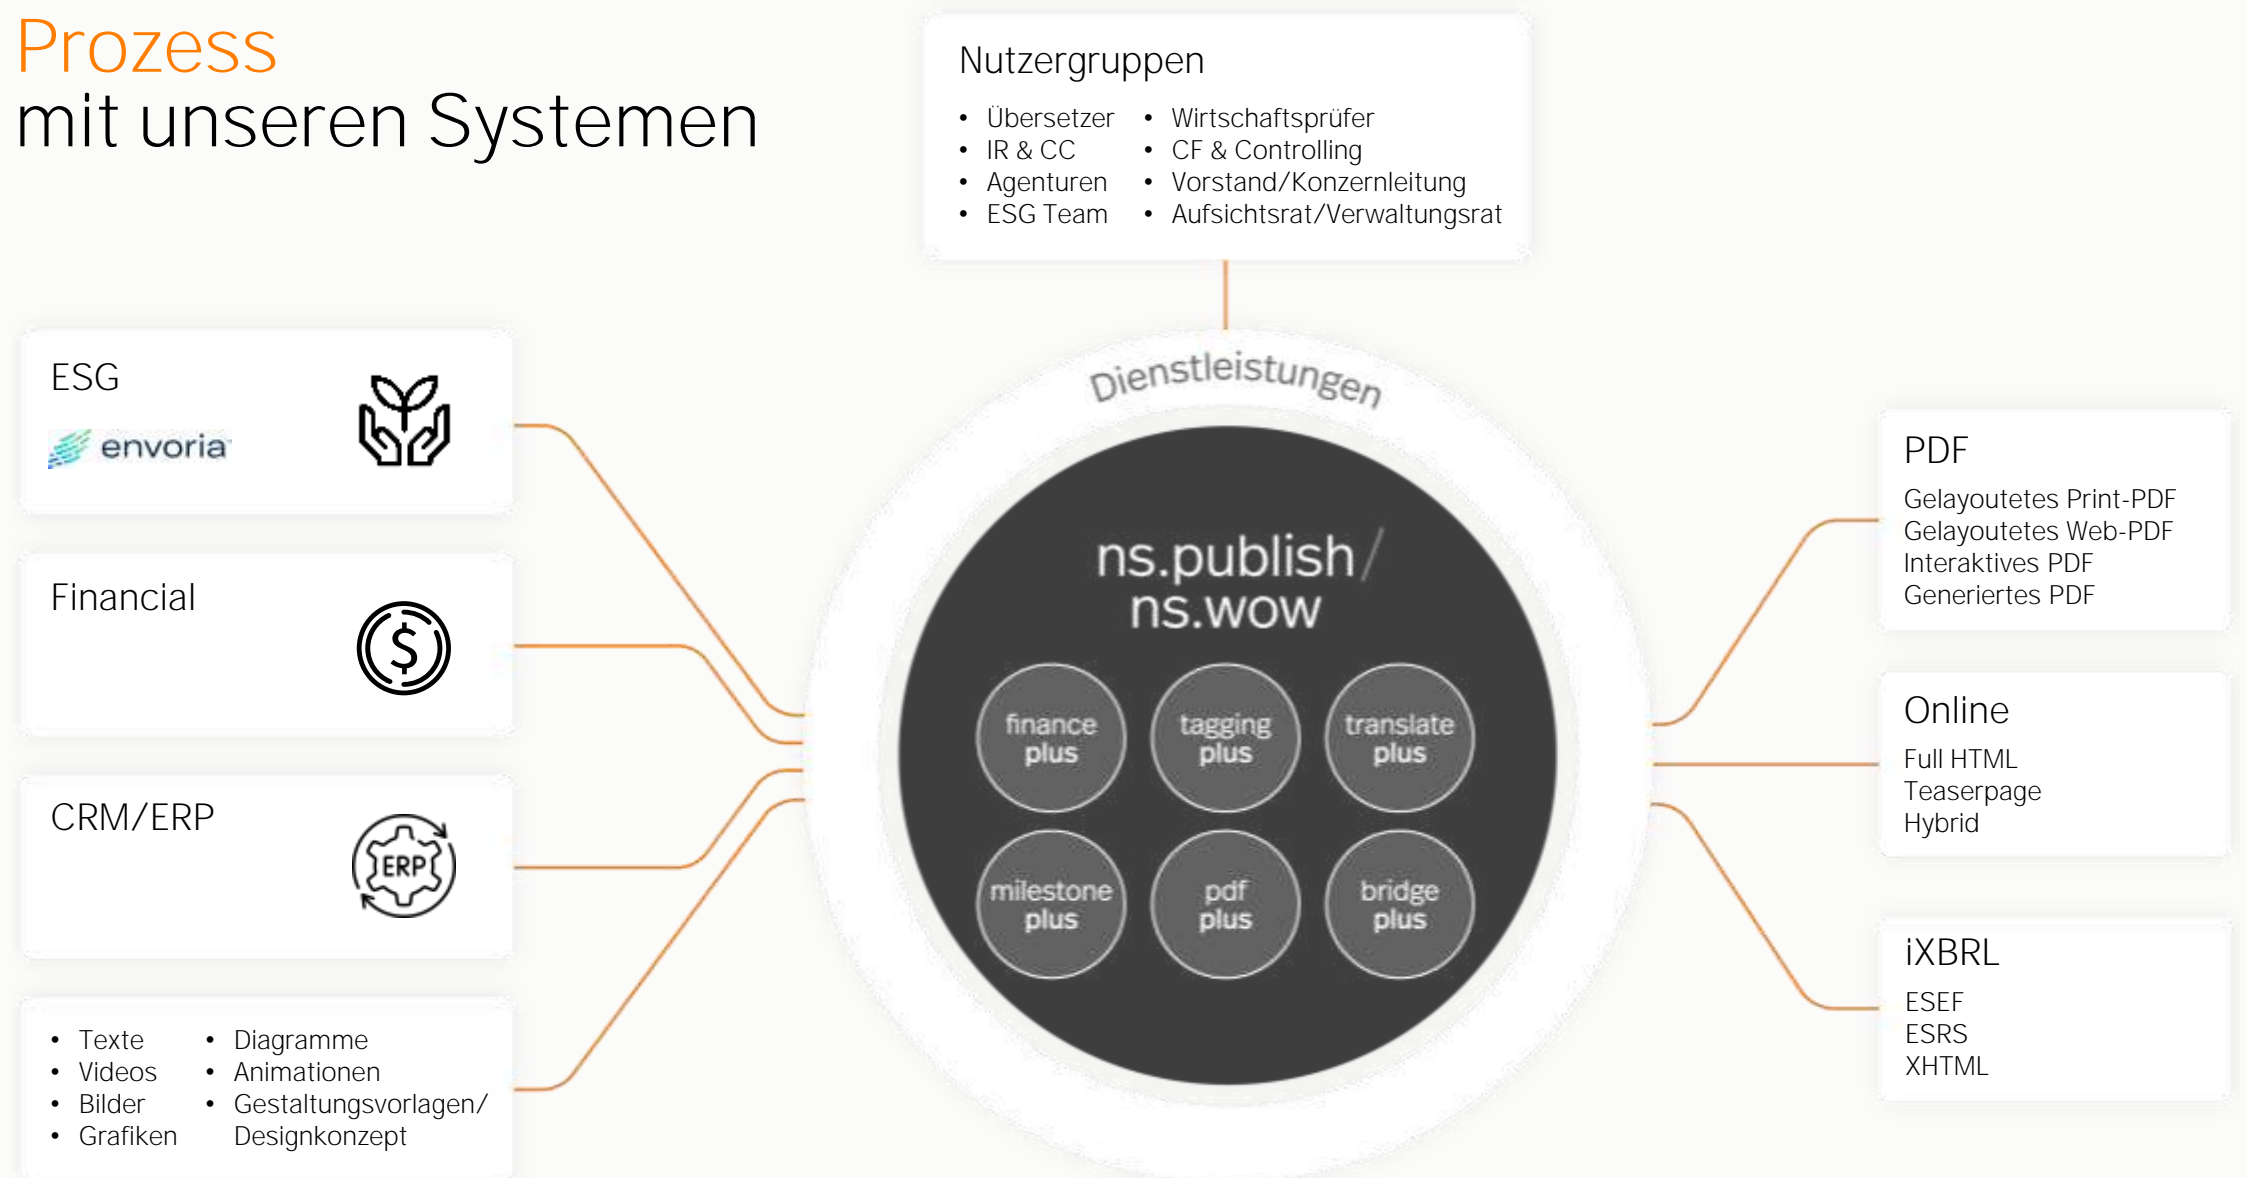 Prozess
mit unseren Systemen
Nutzergruppen
• Übersetzer
• IR & CC
• Agenturen
• ESG Team
• Wirtschaftsprüfer
• CF & Controlling
• Vorstand/Konzernleitung
• Aufsichtsrat/Verwaltungsrat
ESG
envoria
Financial
$
CRM/ERP
ERP
• Texte
• Videos
• Bilder
• Grafiken
• Diagramme
• Animationen
• Gestaltungsvorlagen/
Designkonzept
Dienstleistungen
ns.publish/
ns.wow
finance
plus
tagging
plus
translate
plus
milestone
plus
pdf
plus
bridge
plus
PDF
Gelayoutetes Print-PDF
Gelayoutetes Web-PDF
Interaktives PDF
Generiertes PDF
Online
Full HTML
Teaserpage
Hybrid
iXBRL
ESEF
ESRS
XHTML